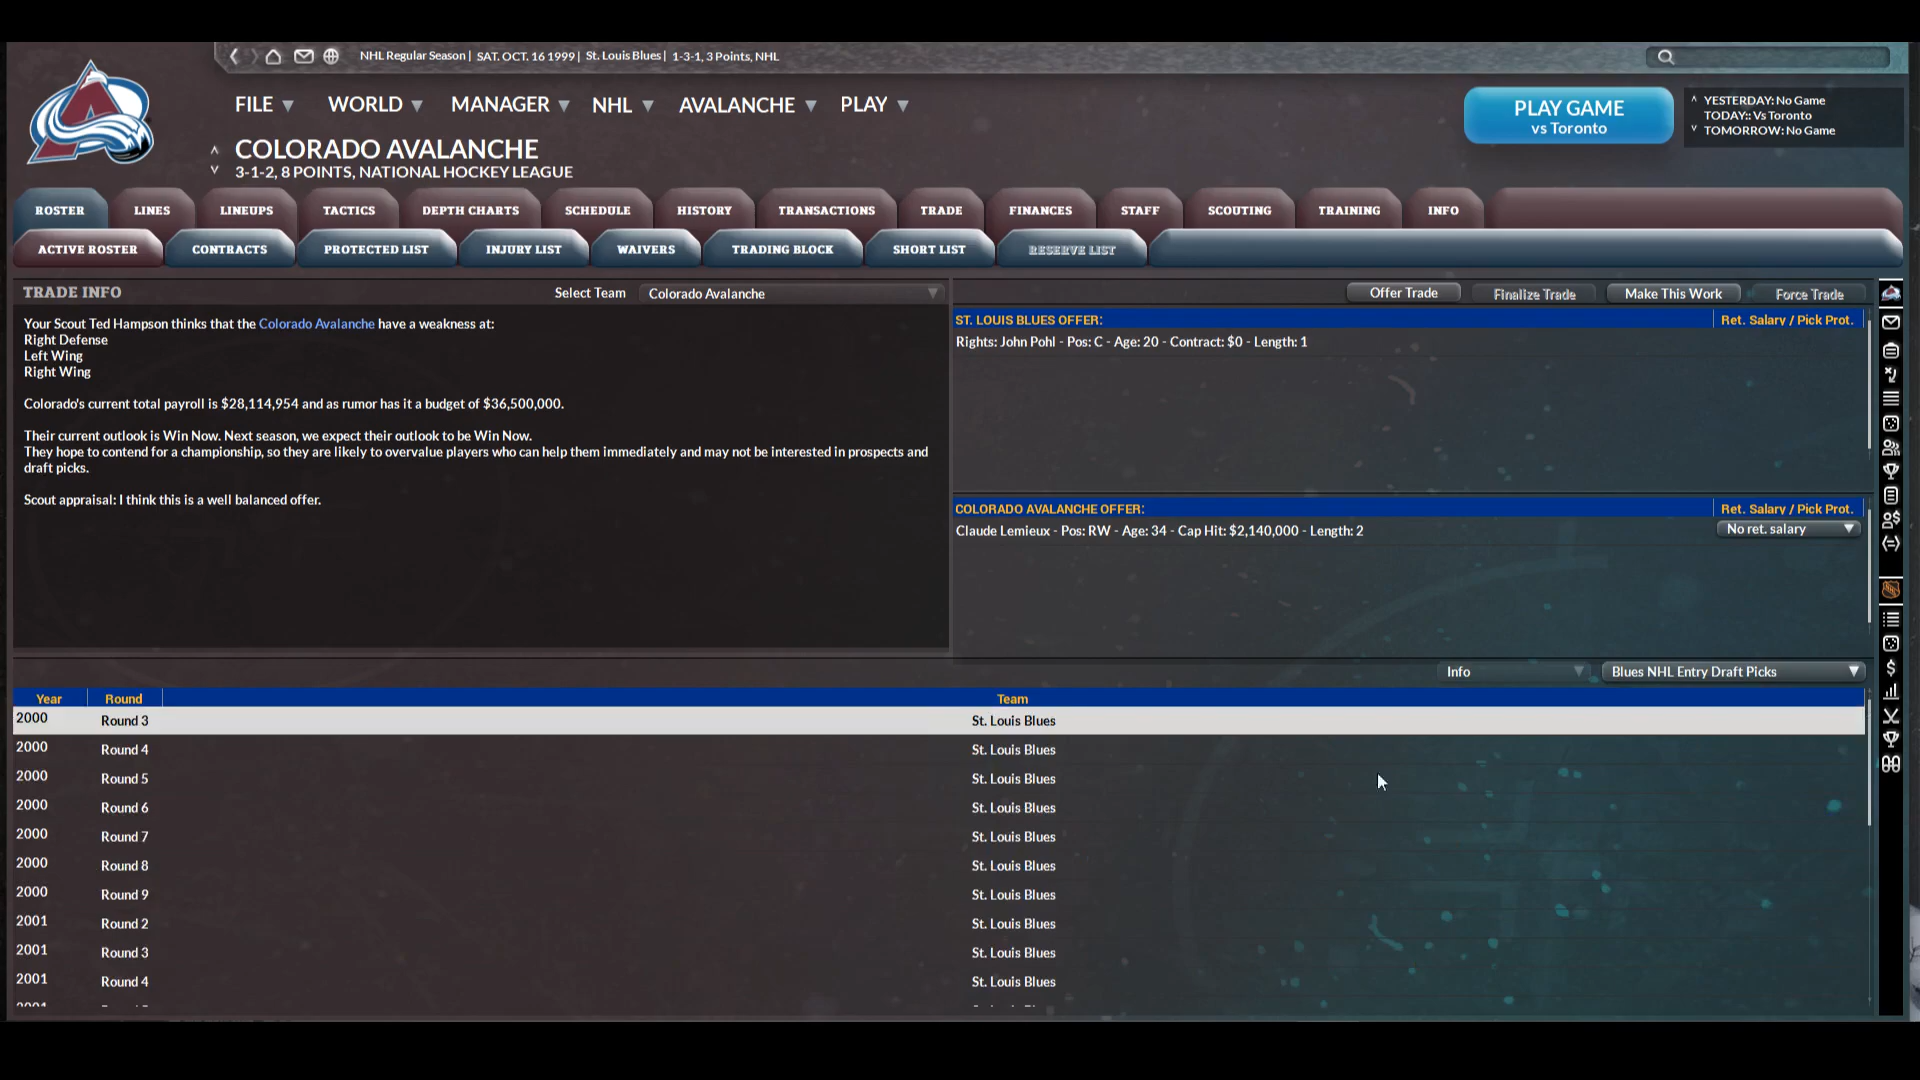 NHL Regular Season | SAT. OCT. 16 1999 | St. Louis Blues | 1-3-1, 3 Points, NHL
FILE WORLD MANAGER NHL AVALANCHE PLAY
PLAY GAME
vs Toronto
YESTERDAY: No Game
TODAY:: Vs Toronto
TOMORROW: No Game
COLORADO AVALANCHE
3-1-2, 8 POINTS, NATIONAL HOCKEY LEAGUE
ROSTER LINES LINEUPS TACTICS DEPTH CHARTS SCHEDULE HISTORY TRANSACTIONS TRADE FINANCES STAFF SCOUTING TRAINING INFO
ACTIVE ROSTER CONTRACTS PROTECTED LIST INJURY LIST WAIVERS TRADING BLOCK SHORT LIST RESERVE LIST
TRADE INFO Select Team Colorado Avalanche
Offer Trade Finalize Trade Make This Work Force Trade
Your Scout Ted Hampson thinks that the Colorado Avalanche have a weakness at:
Right Defense
Left Wing
Right Wing
Colorado's current total payroll is $28,114,954 and as rumor has it a budget of $36,500,000.
Their current outlook is Win Now. Next season, we expect their outlook to be Win Now.
They hope to contend for a championship, so they are likely to overvalue players who can help them immediately and may not be interested in prospects and
draft picks.
Scout appraisal: I think this is a well balanced offer.
ST. LOUIS BLUES OFFER: Ret. Salary / Pick Prot.
Rights: John Pohl - Pos: C - Age: 20 - Contract: $0 - Length: 1
COLORADO AVALANCHE OFFER: Ret. Salary / Pick Prot.
Claude Lemieux - Pos: RW - Age: 34 - Cap Hit: $2,140,000 - Length: 2 No ret. salary
Info Blues NHL Entry Draft Picks
Year Round Team
2000 Round 3 St. Louis Blues
2000 Round 4 St. Louis Blues
2000 Round 5 St. Louis Blues
2000 Round 6 St. Louis Blues
2000 Round 7 St. Louis Blues
2000 Round 8 St. Louis Blues
2000 Round 9 St. Louis Blues
2001 Round 2 St. Louis Blues
2001 Round 3 St. Louis Blues
2001 Round 4 St. Louis Blues